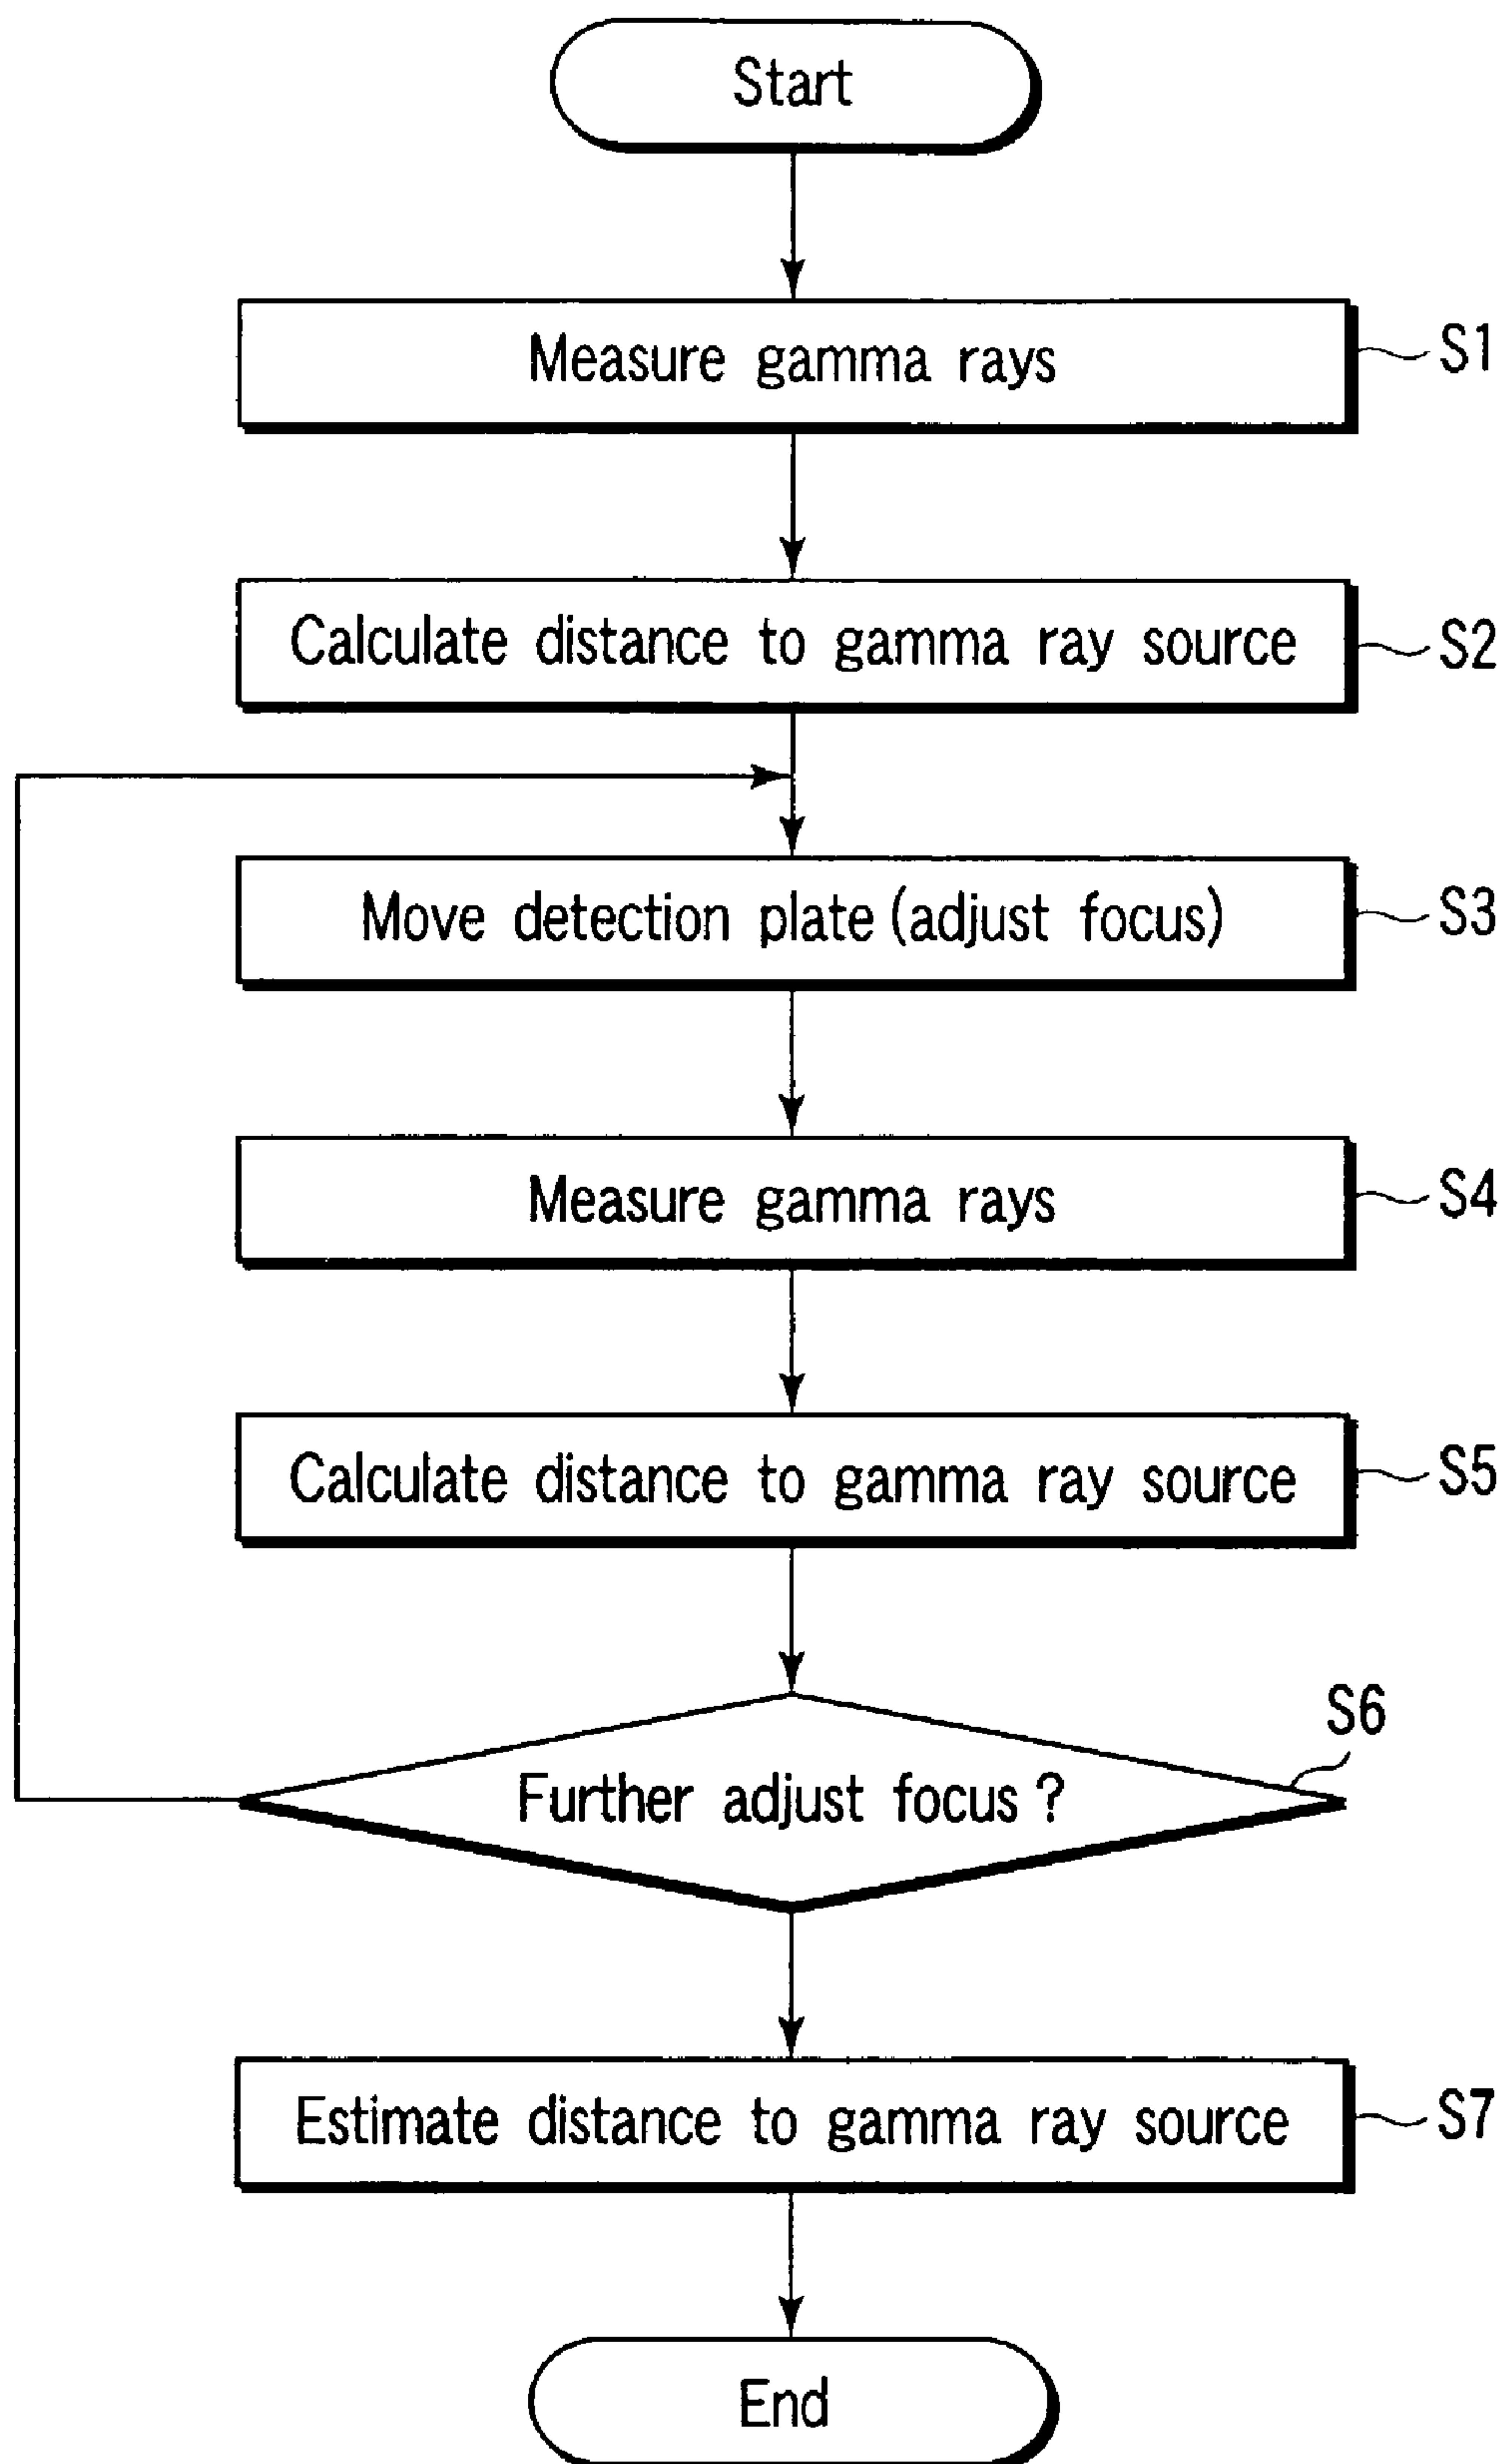 Start
Measure gamma rays
S1
Calculate distance to gamma ray source
S2
Move detection plate (adjust focus)
S3
Measure gamma rays
S4
Calculate distance to gamma ray source
S5
S6
Further adjust focus ?
Estimate distance to gamma ray source
S7
End